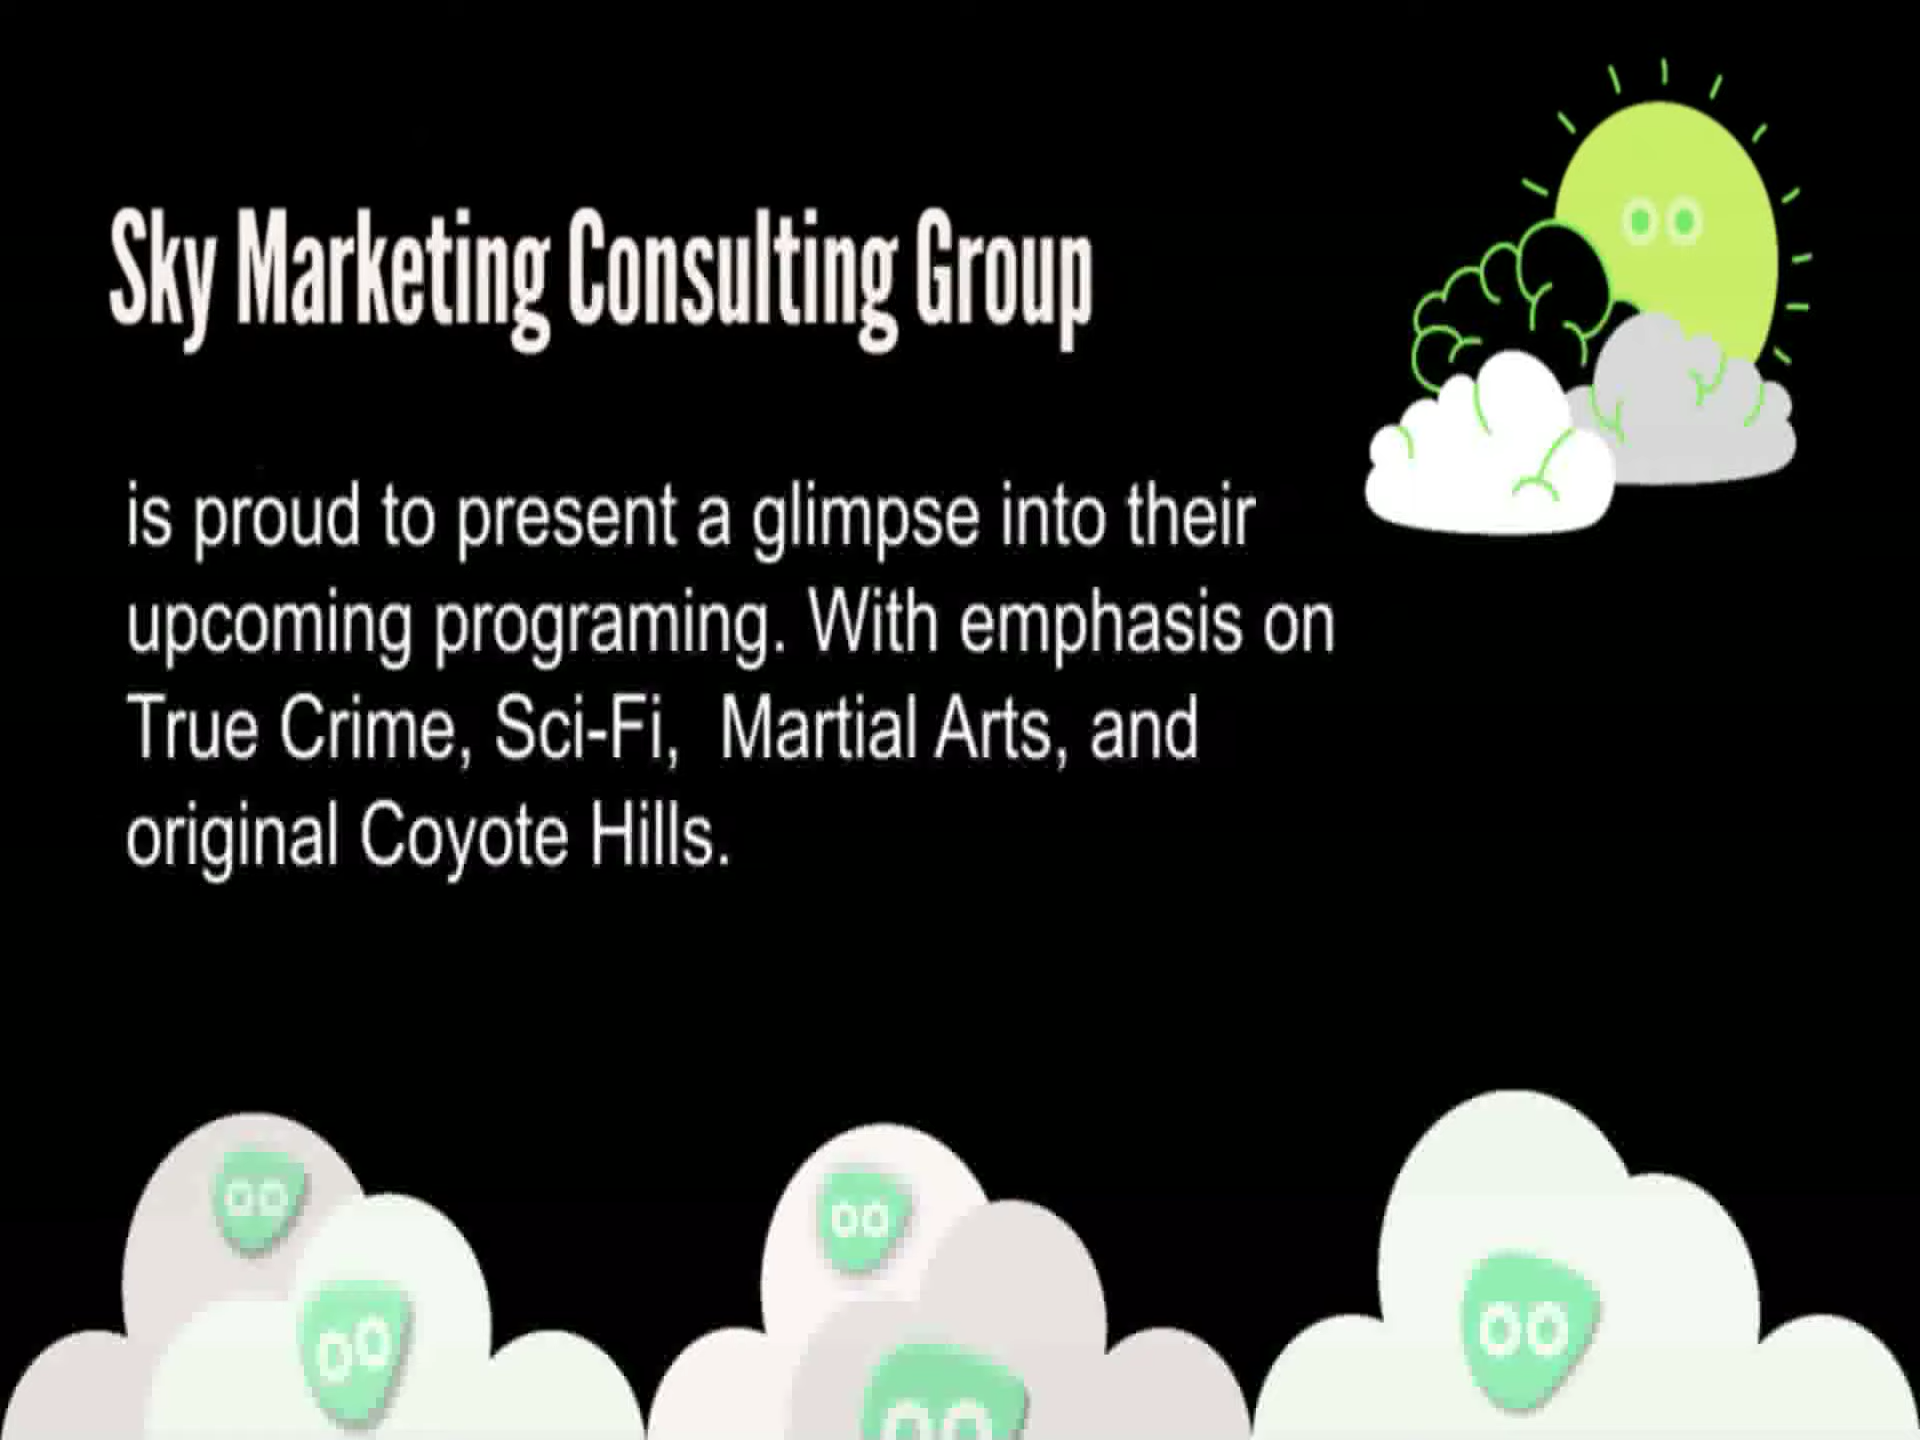 Sky Marketing Consulting Group
is proud to present a glimpse into their
upcoming programing. With emphasis on
True Crime, Sci-Fi,  Martial Arts, and
original Coyote Hills.